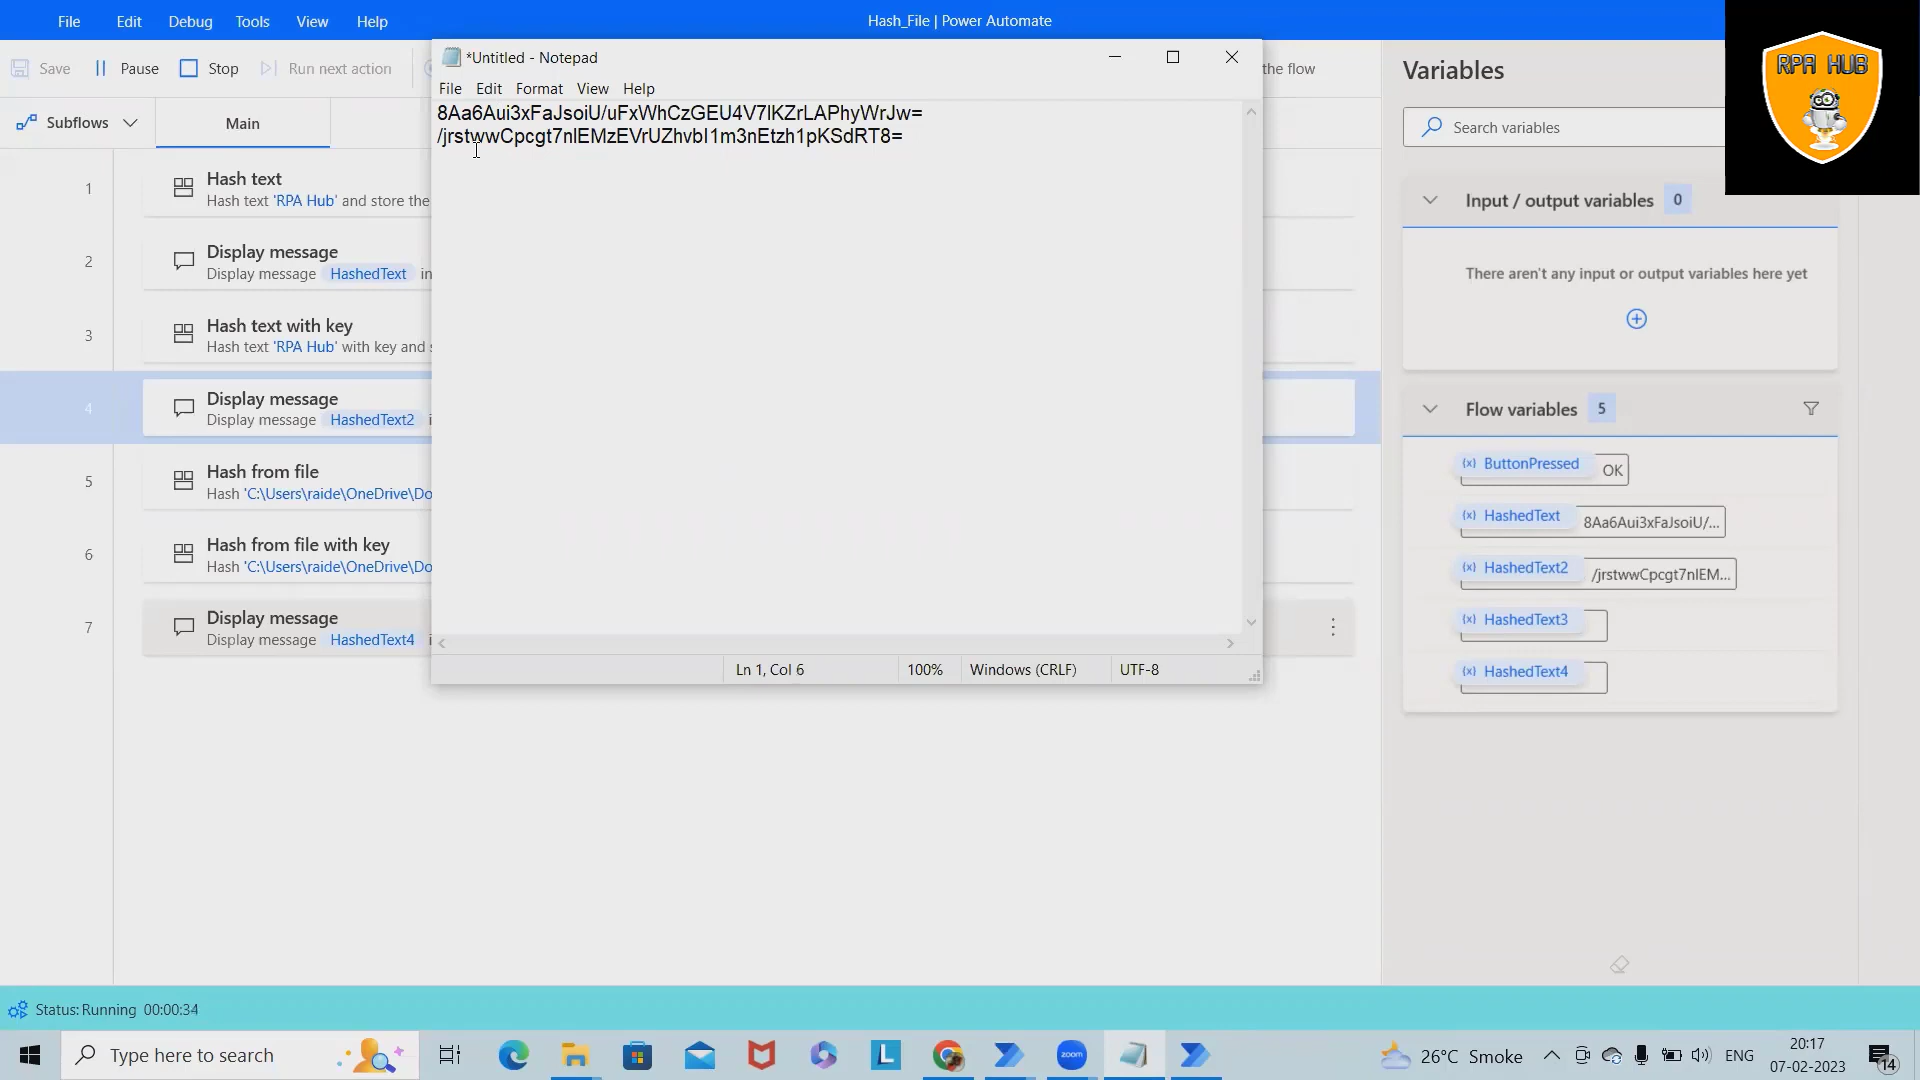 File Edit Debug Tools View Help
Hash_File | Power Automate
Save Pause Stop Run next action
the flow
Subflows Main
*Untitled - Notepad
File Edit Format View Help
8Aa6Aui3xFaJsoiU/uFxWhCzGEU4V7lKZrLAPhyWrJw=
/jrstwwCpcgt7nlEMzEVrUZhvbI1m3nEtzh1pKSdRT8=
Ln 1, Col 6 100% Windows (CRLF) UTF-8
1 Hash text
Hash text 'RPA Hub' and store the
2 Display message
Display message HashedText in
3 Hash text with key
Hash text 'RPA Hub' with key and s
4 Display message
Display message HashedText2 i
5 Hash from file
Hash 'C:\Users\raide\OneDrive\Do
6 Hash from file with key
Hash 'C:\Users\raide\OneDrive\Do
7 Display message
Display message HashedText4 i
Variables
Search variables
RPA HUB
Input / output variables 0
There aren't any input or output variables here yet
Flow variables 5
(x) ButtonPressed OK
(x) HashedText 8Aa6Aui3xFaJsoiU/...
(x) HashedText2 /jrstwwCpcgt7nlEM...
(x) HashedText3
(x) HashedText4
Status: Running 00:00:34
Type here to search
L
zoom
26°C Smoke
ENG
20:17
07-02-2023
14